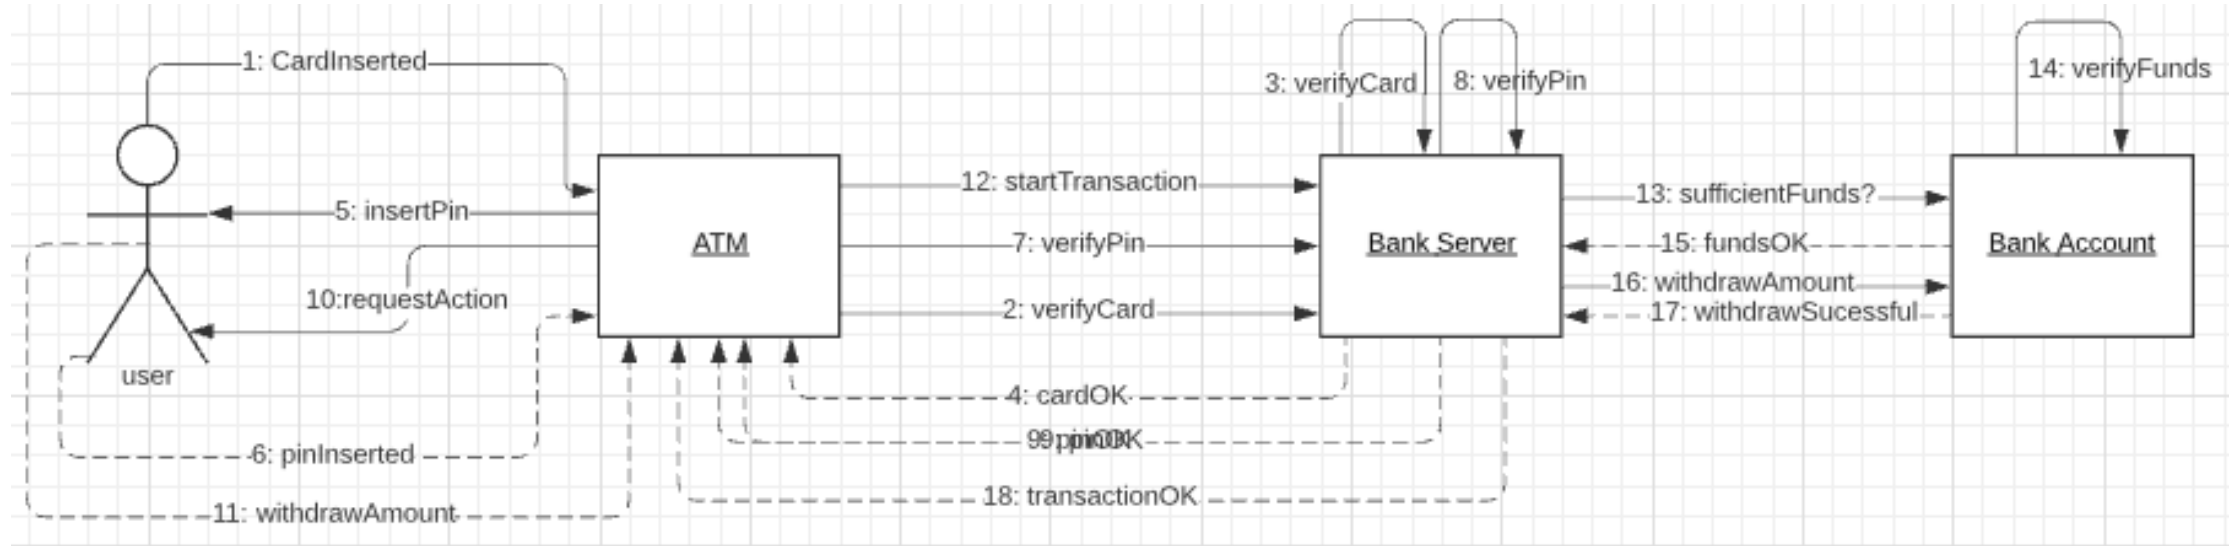 1: CardInserted
3: verifyCard
8: verifyPin
14: verifyFunds
12: startTransaction
13: sufficientFunds?
5: insertPin
ATM
7: verifyPin
Bank Server
15: fundsOK
Bank Account
10:requestAction
2: verifyCard
16: withdrawAmount
17: withdrawSucessful
user
4: cardOK
9: pinOK
6: pinInserted
18: transactionOK
11: withdrawAmount